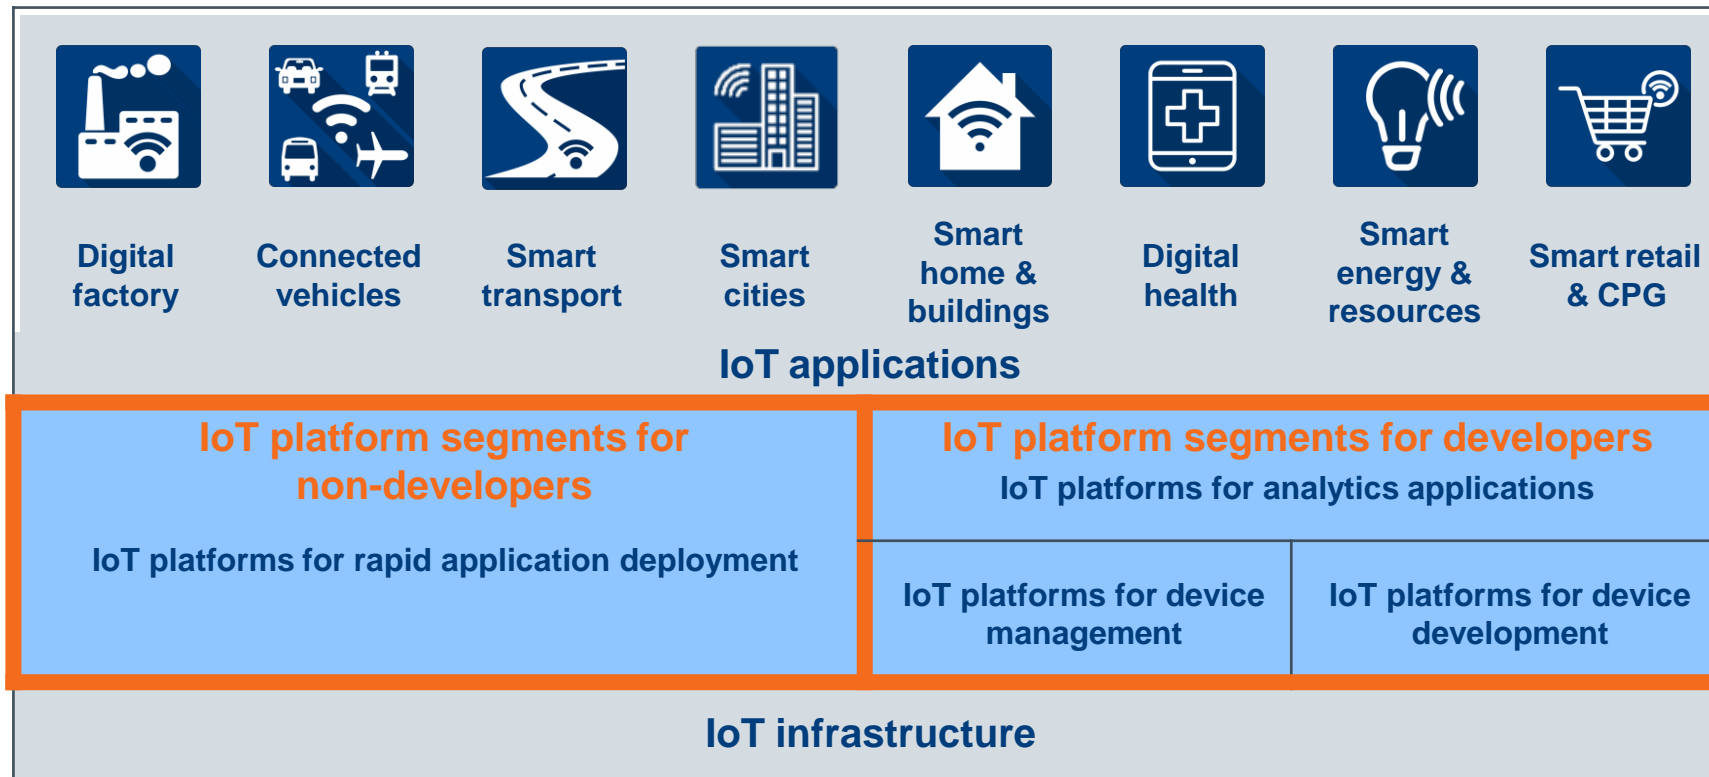 Digital
factory
Connected
vehicles
Smart
transport
Smart
cities
Smart
home &
buildings
Digital
health
Smart
energy &
resources
Smart retail
& CPG
IoT applications
IoT platform segments for
non-developers
IoT platforms for rapid application deployment
IoT platform segments for developers
IoT platforms for analytics applications
IoT platforms for device
management
IoT platforms for device
development
IoT infrastructure